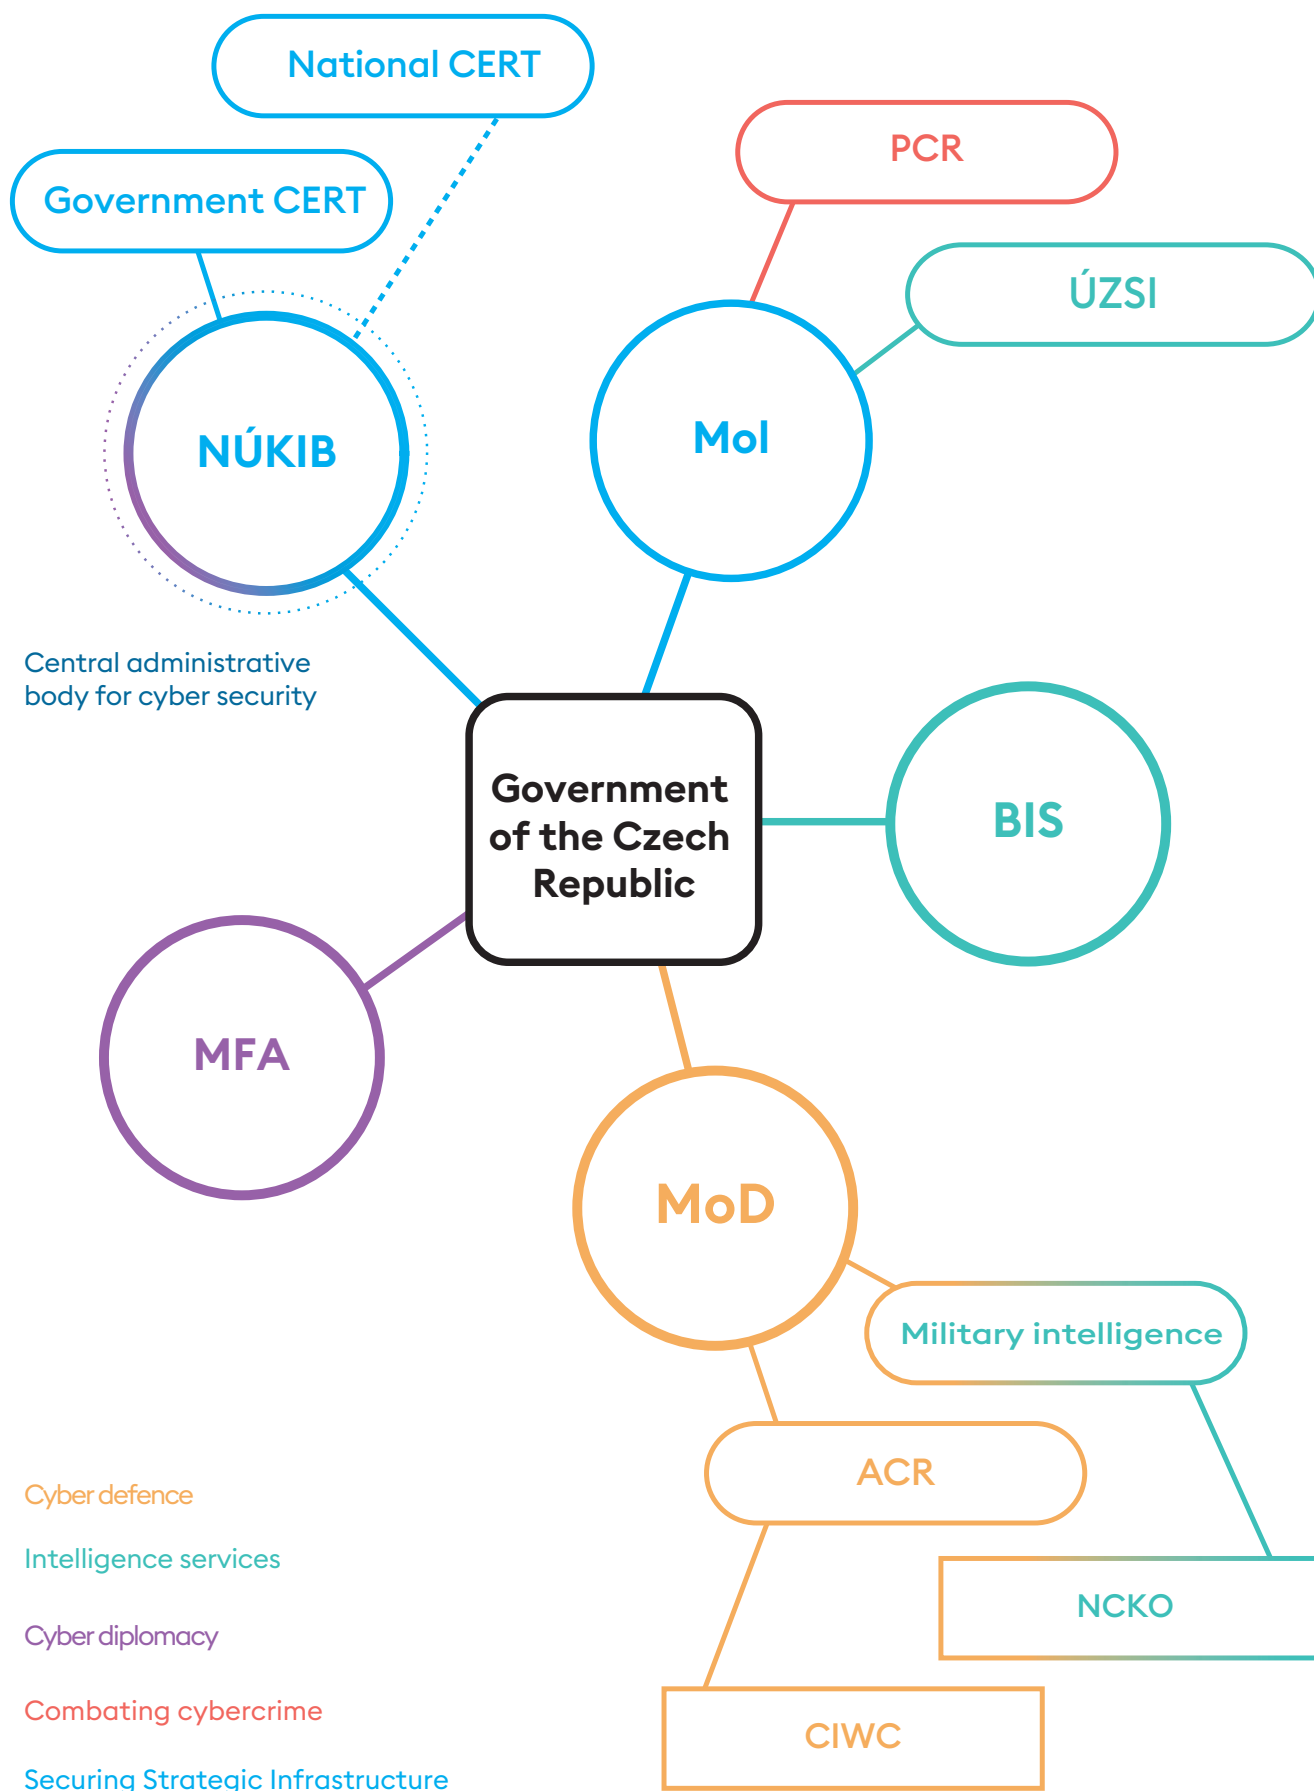 National CERT
PCR
Government CERT
ÚZSI
NÚKIB
MoI
Central administrative
body for cyber security
Government
of the Czech
Republic
BIS
MFA
MoD
Military intelligence
ACR
NCKO
CIWC
Cyber defence
Intelligence services
Cyber diplomacy
Combating cybercrime
Securing Strategic Infrastructure